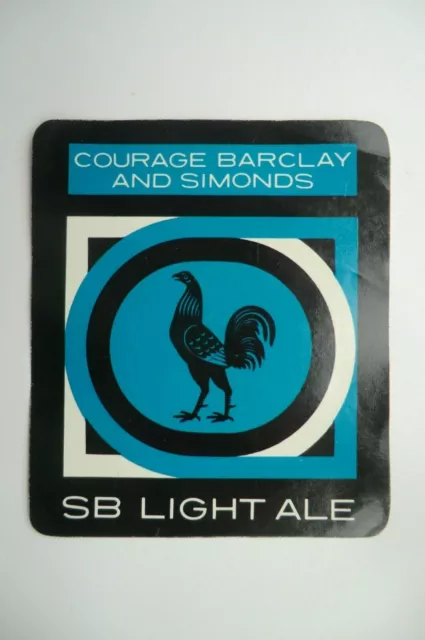 COURAGE BARCLAY
AND SIMONDS
SB LIGHT ALE